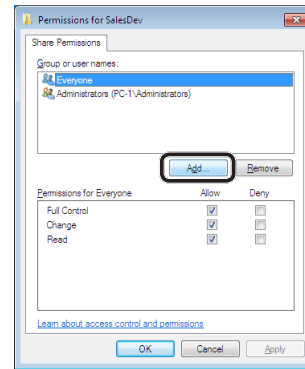 Permissions for SalesDev
Share Permissions
Group or user names:
Everyone
Administrators (PC-1\Administrators)
Add... Remove
Permissions for Everyone Allow Deny
Full Control
Change
Read
Learn about access control and permissions
OK Cancel Apply